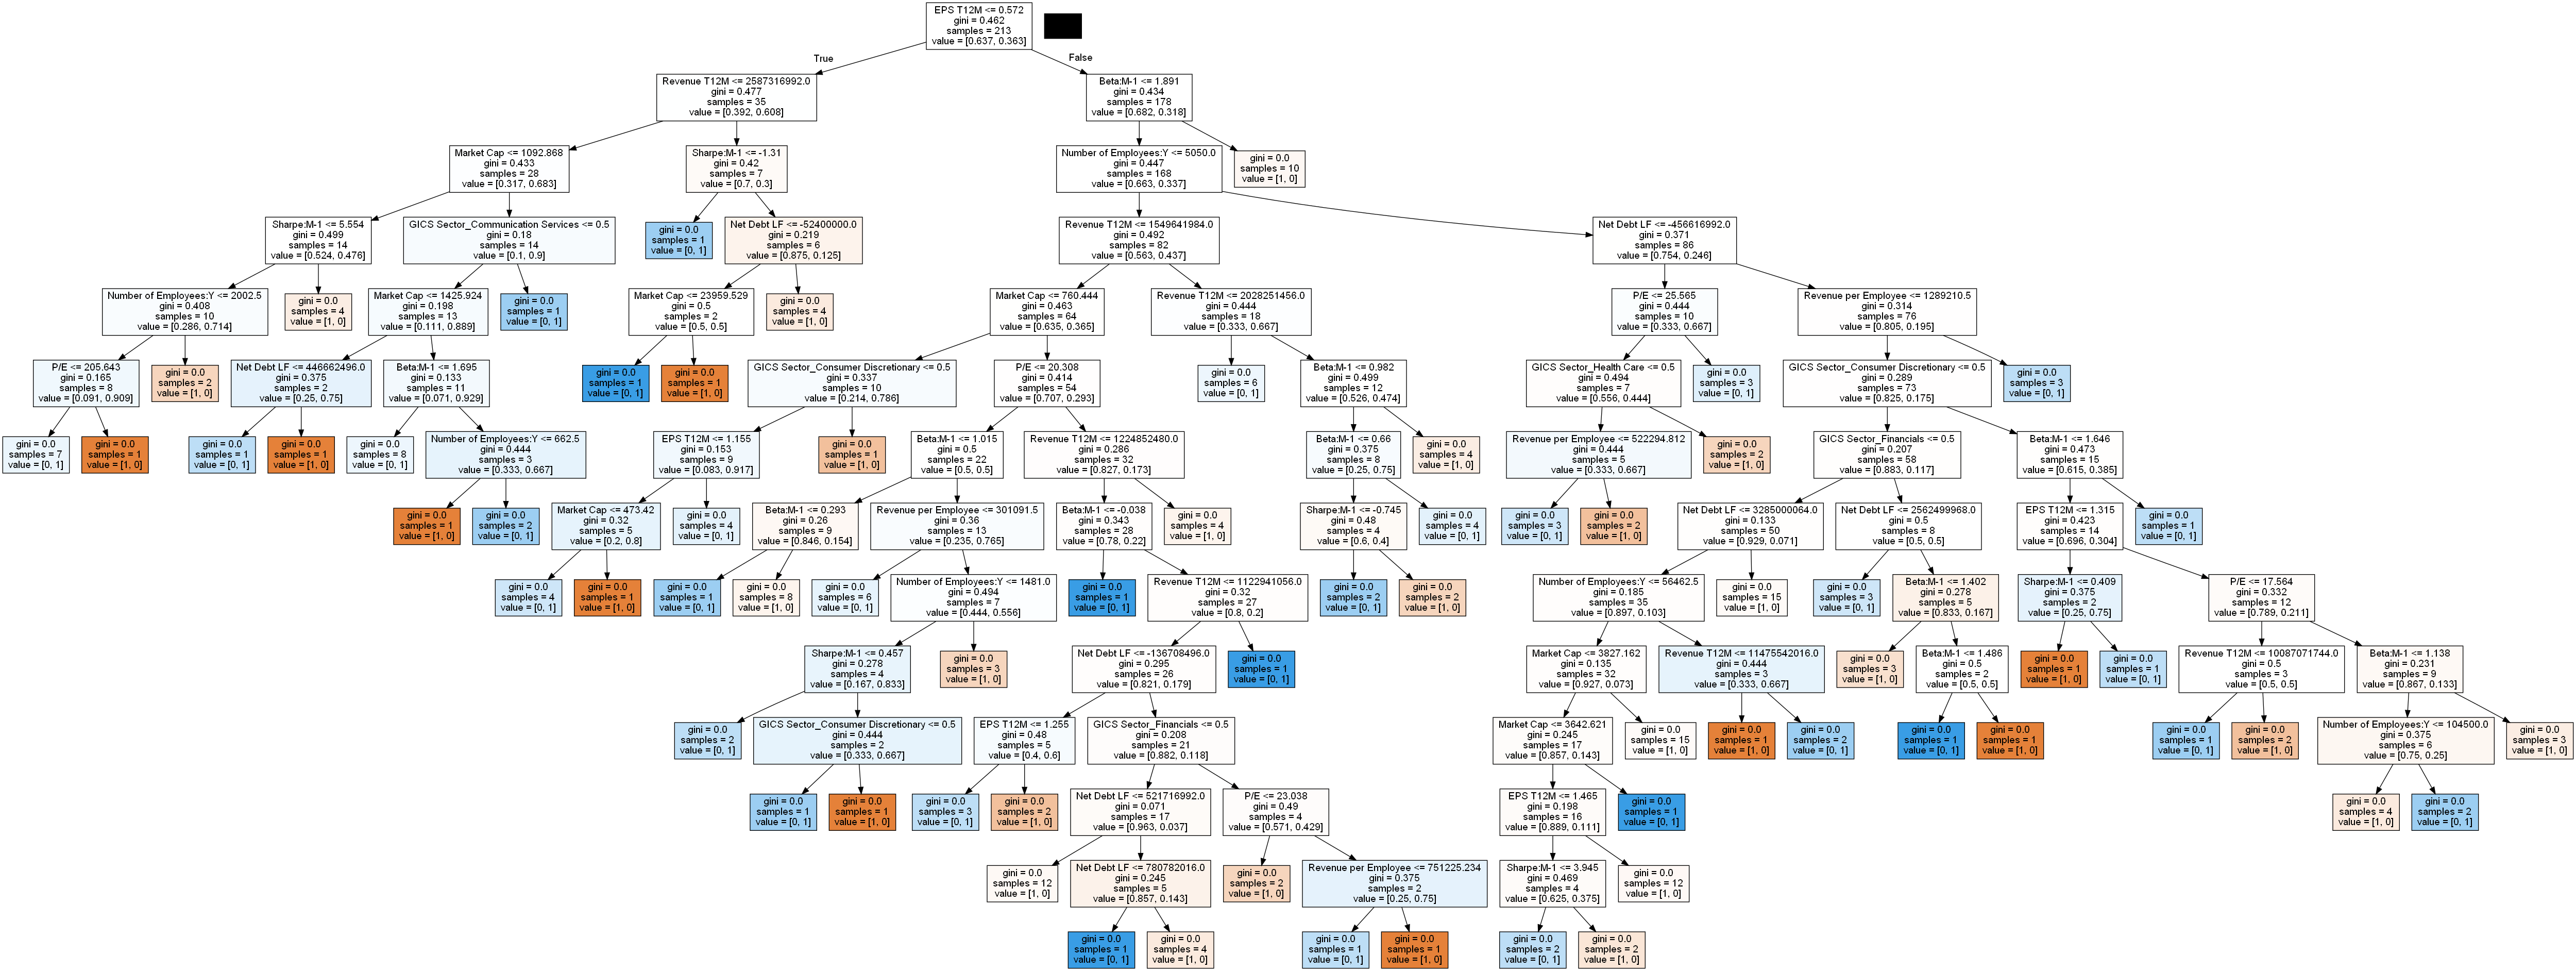 EPS T12M <= 0.572
gini = 0.462
samples = 213
value = [0.637, 0.363]
True
False
Revenue T12M <= 2587316992.0
gini = 0.477
samples = 35
value = [0.392, 0.608]
Beta:M-1 <= 1.891
gini = 0.434
samples = 178
value = [0.682, 0.318]
Market Cap <= 1092.868
gini = 0.433
samples = 28
value = [0.317, 0.683]
Sharpe:M-1 <= -1.31
gini = 0.42
samples = 7
value = [0.7, 0.3]
Number of Employees:Y <= 5050.0
gini = 0.447
samples = 168
value = [0.663, 0.337]
gini = 0.0
samples = 10
value = [1, 0]
Sharpe:M-1 <= 5.554
gini = 0.499
samples = 14
value = [0.524, 0.476]
GICS Sector_Communication Services <= 0.5
gini = 0.18
samples = 14
value = [0.1, 0.9]
gini = 0.0
samples = 1
value = [0, 1]
Net Debt LF <= -52400000.0
gini = 0.219
samples = 6
value = [0.875, 0.125]
Revenue T12M <= 1549641984.0
gini = 0.492
samples = 82
value = [0.563, 0.437]
Net Debt LF <= -456616992.0
gini = 0.371
samples = 86
value = [0.754, 0.246]
Number of Employees:Y <= 2002.5
gini = 0.408
samples = 10
value = [0.286, 0.714]
gini = 0.0
samples = 4
value = [1, 0]
Market Cap <= 1425.924
gini = 0.198
samples = 13
value = [0.111, 0.889]
gini = 0.0
samples = 1
value = [0, 1]
Market Cap <= 23959.529
gini = 0.5
samples = 2
value = [0.5, 0.5]
gini = 0.0
samples = 4
value = [1, 0]
Market Cap <= 760.444
gini = 0.463
samples = 64
value = [0.635, 0.365]
Revenue T12M <= 2028251456.0
gini = 0.444
samples = 18
value = [0.333, 0.667]
P/E <= 25.565
gini = 0.444
samples = 10
value = [0.333, 0.667]
Revenue per Employee <= 1289210.5
gini = 0.314
samples = 76
value = [0.805, 0.195]
P/E <= 205.643
gini = 0.165
samples = 8
value = [0.091, 0.909]
gini = 0.0
samples = 2
value = [1, 0]
Net Debt LF <= 446662496.0
gini = 0.375
samples = 2
value = [0.25, 0.75]
Beta:M-1 <= 1.695
gini = 0.133
samples = 11
value = [0.071, 0.929]
gini = 0.0
samples = 1
value = [0, 1]
gini = 0.0
samples = 1
value = [1, 0]
GICS Sector_Consumer Discretionary <= 0.5
gini = 0.337
samples = 10
value = [0.214, 0.786]
P/E <= 20.308
gini = 0.414
samples = 54
value = [0.707, 0.293]
gini = 0.0
samples = 6
value = [0, 1]
Beta:M-1 <= 0.982
gini = 0.499
samples = 12
value = [0.526, 0.474]
GICS Sector_Health Care <= 0.5
gini = 0.494
samples = 7
value = [0.556, 0.444]
gini = 0.0
samples = 3
value = [0, 1]
GICS Sector_Consumer Discretionary <= 0.5
gini = 0.289
samples = 73
value = [0.825, 0.175]
gini = 0.0
samples = 3
value = [0, 1]
gini = 0.0
samples = 7
value = [0, 1]
gini = 0.0
samples = 1
value = [1, 0]
gini = 0.0
samples = 1
value = [0, 1]
gini = 0.0
samples = 1
value = [1, 0]
gini = 0.0
samples = 8
value = [0, 1]
Number of Employees:Y <= 662.5
gini = 0.444
samples = 3
value = [0.333, 0.667]
EPS T12M <= 1.155
gini = 0.153
samples = 9
value = [0.083, 0.917]
gini = 0.0
samples = 1
value = [1, 0]
Beta:M-1 <= 1.015
gini = 0.5
samples = 22
value = [0.5, 0.5]
Revenue T12M <= 1224852480.0
gini = 0.286
samples = 32
value = [0.827, 0.173]
Beta:M-1 <= 0.66
gini = 0.375
samples = 8
value = [0.25, 0.75]
gini = 0.0
samples = 4
value = [1, 0]
Revenue per Employee <= 522294.812
gini = 0.444
samples = 5
value = [0.333, 0.667]
gini = 0.0
samples = 2
value = [1, 0]
GICS Sector_Financials <= 0.5
gini = 0.207
samples = 58
value = [0.883, 0.117]
Beta:M-1 <= 1.646
gini = 0.473
samples = 15
value = [0.615, 0.385]
gini = 0.0
samples = 1
value = [1, 0]
gini = 0.0
samples = 2
value = [0, 1]
Market Cap <= 473.42
gini = 0.32
samples = 5
value = [0.2, 0.8]
gini = 0.0
samples = 4
value = [0, 1]
Beta:M-1 <= 0.293
gini = 0.26
samples = 9
value = [0.846, 0.154]
Revenue per Employee <= 301091.5
gini = 0.36
samples = 13
value = [0.235, 0.765]
Beta:M-1 <= -0.038
gini = 0.343
samples = 28
value = [0.78, 0.22]
gini = 0.0
samples = 4
value = [1, 0]
Sharpe:M-1 <= -0.745
gini = 0.48
samples = 4
value = [0.6, 0.4]
gini = 0.0
samples = 4
value = [0, 1]
gini = 0.0
samples = 3
value = [0, 1]
gini = 0.0
samples = 2
value = [1, 0]
Net Debt LF <= 3285000064.0
gini = 0.133
samples = 50
value = [0.929, 0.071]
Net Debt LF <= 2562499968.0
gini = 0.5
samples = 8
value = [0.5, 0.5]
EPS T12M <= 1.315
gini = 0.423
samples = 14
value = [0.696, 0.304]
gini = 0.0
samples = 1
value = [0, 1]
gini = 0.0
samples = 4
value = [0, 1]
gini = 0.0
samples = 1
value = [1, 0]
gini = 0.0
samples = 1
value = [0, 1]
gini = 0.0
samples = 8
value = [1, 0]
gini = 0.0
samples = 6
value = [0, 1]
Number of Employees:Y <= 1481.0
gini = 0.494
samples = 7
value = [0.444, 0.556]
gini = 0.0
samples = 1
value = [0, 1]
Revenue T12M <= 1122941056.0
gini = 0.32
samples = 27
value = [0.8, 0.2]
gini = 0.0
samples = 2
value = [0, 1]
gini = 0.0
samples = 2
value = [1, 0]
Number of Employees:Y <= 56462.5
gini = 0.185
samples = 35
value = [0.897, 0.103]
gini = 0.0
samples = 15
value = [1, 0]
gini = 0.0
samples = 3
value = [0, 1]
Beta:M-1 <= 1.402
gini = 0.278
samples = 5
value = [0.833, 0.167]
Sharpe:M-1 <= 0.409
gini = 0.375
samples = 2
value = [0.25, 0.75]
P/E <= 17.564
gini = 0.332
samples = 12
value = [0.789, 0.211]
Sharpe:M-1 <= 0.457
gini = 0.278
samples = 4
value = [0.167, 0.833]
gini = 0.0
samples = 3
value = [1, 0]
Net Debt LF <= -136708496.0
gini = 0.295
samples = 26
value = [0.821, 0.179]
gini = 0.0
samples = 1
value = [0, 1]
Market Cap <= 3827.162
gini = 0.135
samples = 32
value = [0.927, 0.073]
Revenue T12M <= 11475542016.0
gini = 0.444
samples = 3
value = [0.333, 0.667]
gini = 0.0
samples = 3
value = [1, 0]
Beta:M-1 <= 1.486
gini = 0.5
samples = 2
value = [0.5, 0.5]
gini = 0.0
samples = 1
value = [1, 0]
gini = 0.0
samples = 1
value = [0, 1]
Revenue T12M <= 10087071744.0
gini = 0.5
samples = 3
value = [0.5, 0.5]
Beta:M-1 <= 1.138
gini = 0.231
samples = 9
value = [0.867, 0.133]
gini = 0.0
samples = 2
value = [0, 1]
GICS Sector_Consumer Discretionary <= 0.5
gini = 0.444
samples = 2
value = [0.333, 0.667]
EPS T12M <= 1.255
gini = 0.48
samples = 5
value = [0.4, 0.6]
GICS Sector_Financials <= 0.5
gini = 0.208
samples = 21
value = [0.882, 0.118]
Market Cap <= 3642.621
gini = 0.245
samples = 17
value = [0.857, 0.143]
gini = 0.0
samples = 15
value = [1, 0]
gini = 0.0
samples = 1
value = [1, 0]
gini = 0.0
samples = 2
value = [0, 1]
gini = 0.0
samples = 1
value = [0, 1]
gini = 0.0
samples = 1
value = [1, 0]
gini = 0.0
samples = 1
value = [0, 1]
gini = 0.0
samples = 2
value = [1, 0]
Number of Employees:Y <= 104500.0
gini = 0.375
samples = 6
value = [0.75, 0.25]
gini = 0.0
samples = 3
value = [1, 0]
gini = 0.0
samples = 1
value = [0, 1]
gini = 0.0
samples = 1
value = [1, 0]
gini = 0.0
samples = 3
value = [0, 1]
gini = 0.0
samples = 2
value = [1, 0]
Net Debt LF <= 521716992.0
gini = 0.071
samples = 17
value = [0.963, 0.037]
P/E <= 23.038
gini = 0.49
samples = 4
value = [0.571, 0.429]
EPS T12M <= 1.465
gini = 0.198
samples = 16
value = [0.889, 0.111]
gini = 0.0
samples = 1
value = [0, 1]
gini = 0.0
samples = 4
value = [1, 0]
gini = 0.0
samples = 2
value = [0, 1]
gini = 0.0
samples = 12
value = [1, 0]
Net Debt LF <= 780782016.0
gini = 0.245
samples = 5
value = [0.857, 0.143]
gini = 0.0
samples = 2
value = [1, 0]
Revenue per Employee <= 751225.234
gini = 0.375
samples = 2
value = [0.25, 0.75]
Sharpe:M-1 <= 3.945
gini = 0.469
samples = 4
value = [0.625, 0.375]
gini = 0.0
samples = 12
value = [1, 0]
gini = 0.0
samples = 1
value = [0, 1]
gini = 0.0
samples = 4
value = [1, 0]
gini = 0.0
samples = 1
value = [0, 1]
gini = 0.0
samples = 1
value = [1, 0]
gini = 0.0
samples = 2
value = [0, 1]
gini = 0.0
samples = 2
value = [1, 0]